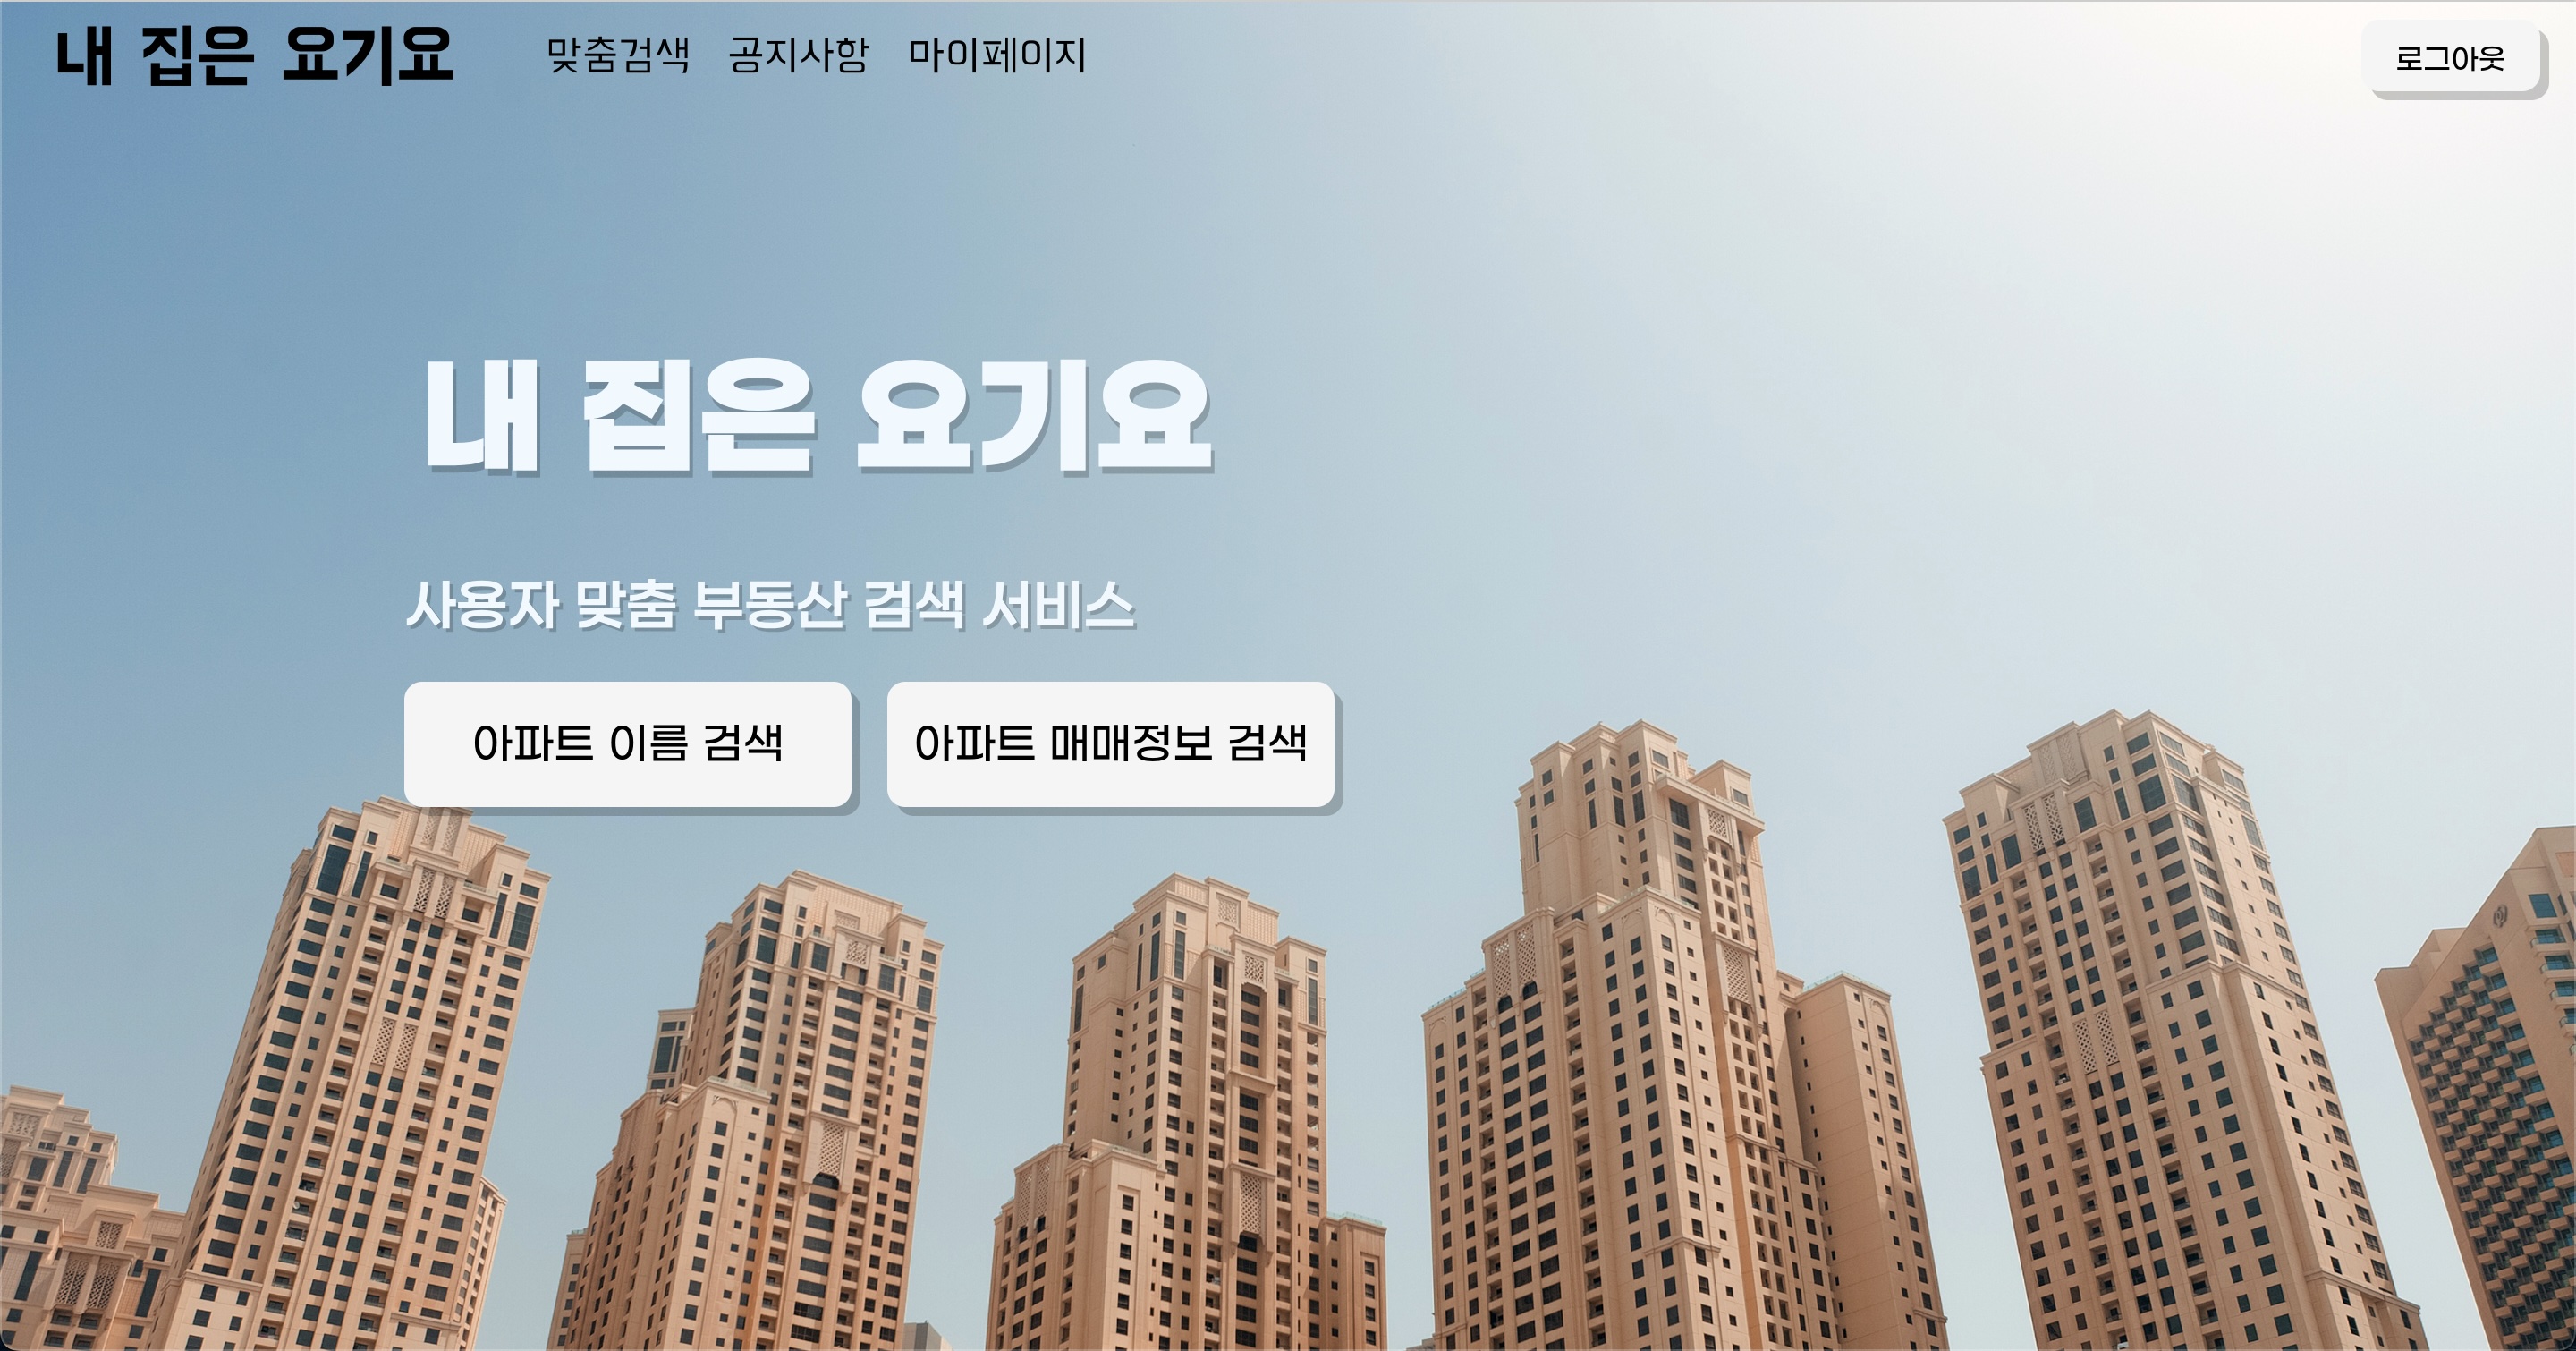 내 집은 요기요
맞춤검색 공지사항 마이페이지
로그아웃
내 집은 요기요
사용자 맞춤 부동산 검색 서비스
아파트 이름 검색
아파트 매매정보 검색